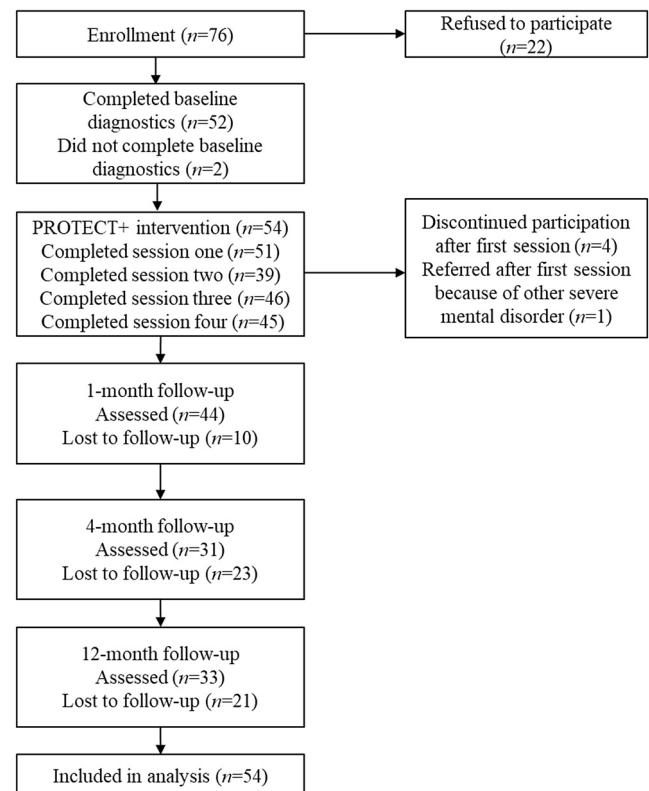 Enrollment (n=76)
Refused to participate
(n=22)
Completed baseline
diagnostics (n=52)
Did not complete baseline
diagnostics (n=2)
PROTECT+ intervention (n=54)
Completed session one (n=51)
Completed session two (n=39)
Completed session three (n=46)
Completed session four (n=45)
Discontinued participation
after first session (n=4)
Referred after first session
because of other severe
mental disorder (n=1)
1-month follow-up
Assessed (n=44)
Lost to follow-up (n=10)
4-month follow-up
Assessed (n=31)
Lost to follow-up (n=23)
12-month follow-up
Assessed (n=33)
Lost to follow-up (n=21)
Included in analysis (n=54)